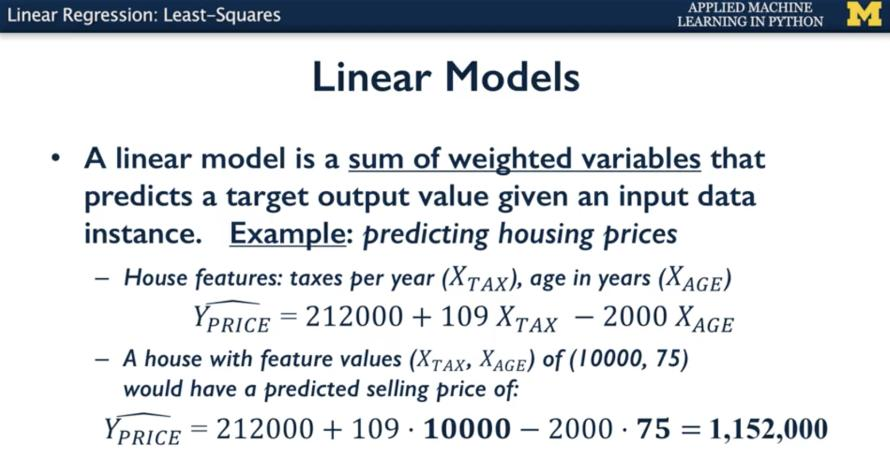 Linear Regression: Least-Squares
APPLIED MACHINE
LEARNING IN PYTHON
M
Linear Models
• A linear model is a sum of weighted variables that
predicts a target output value given an input data
instance. Example: predicting housing prices
– House features: taxes per year (X_TAX), age in years (X_AGE)
Ŷ_PRICE = 212000 + 109 X_TAX − 2000 X_AGE
– A house with feature values (X_TAX, X_AGE) of (10000, 75)
would have a predicted selling price of:
Ŷ_PRICE = 212000 + 109 · 10000 − 2000 · 75 = 1,152,000